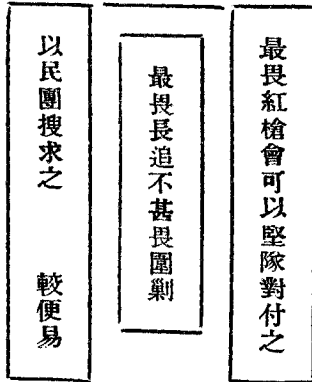 最畏紅槍會可以堅隊對付之
最畏長追不甚畏圍剿
以民團搜求之 較便易